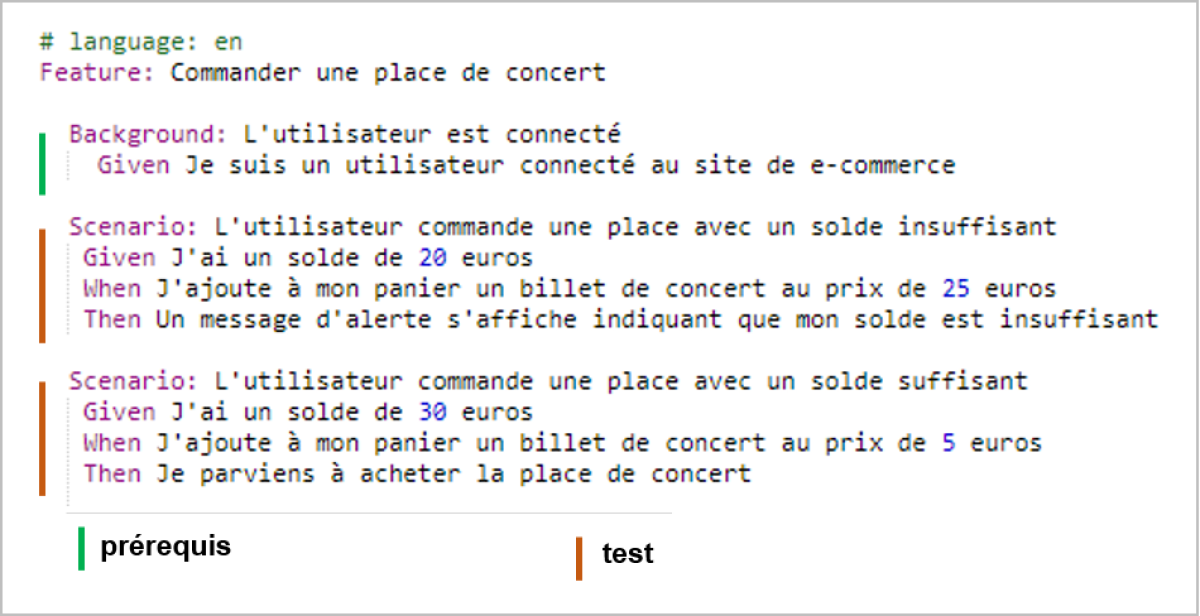 # language: en
Feature: Commander une place de concert
Background: L'utilisateur est connecté
Given Je suis un utilisateur connecté au site de e-commerce
Scenario: L'utilisateur commande une place avec un solde insuffisant
Given J'ai un solde de 20 euros
When J'ajoute à mon panier un billet de concert au prix de 25 euros
Then Un message d'alerte s'affiche indiquant que mon solde est insuffisant
Scenario: L'utilisateur commande une place avec un solde suffisant
Given J'ai un solde de 30 euros
When J'ajoute à mon panier un billet de concert au prix de 5 euros
Then Je parviens à acheter la place de concert
prérequis
test